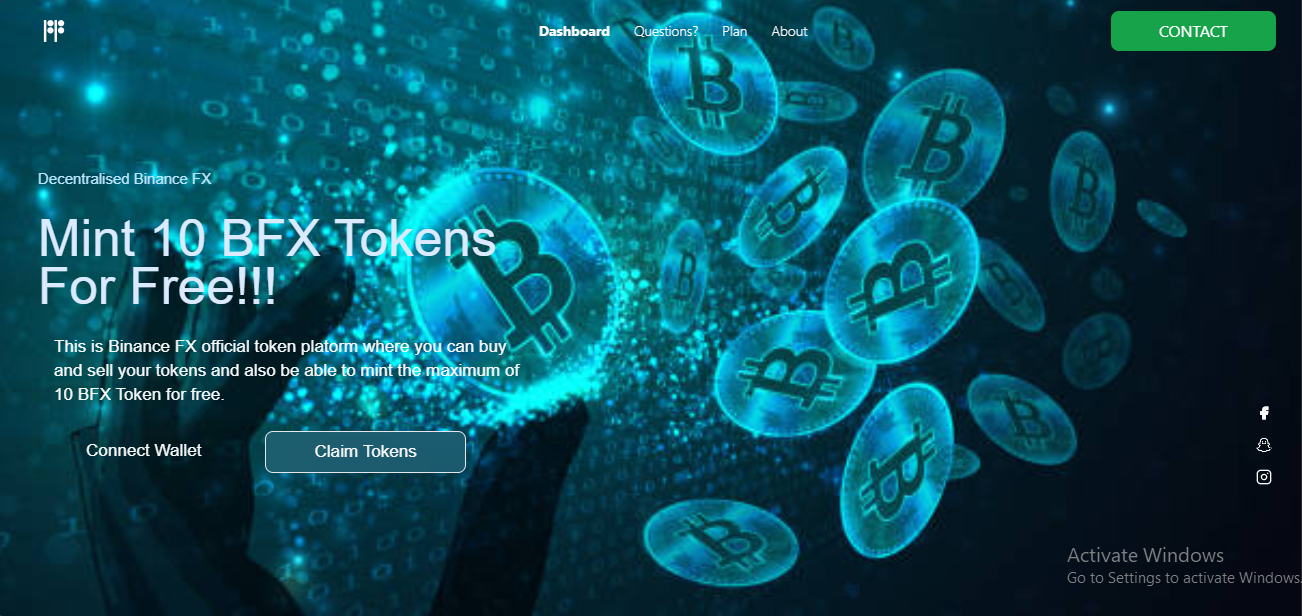 Dashboard
Questions?
Plan
About
CONTACT
Decentralised Binance FX
Mint 10 BFX Tokens
For Free!!!
This is Binance FX official token platorm where you can buy
and sell your tokens and also be able to mint the maximum of
10 BFX Token for free.
Connect Wallet
Claim Tokens
Activate Windows
Go to Settings to activate Windows.